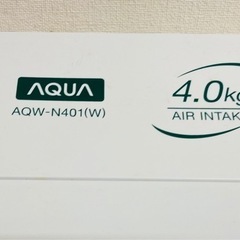 AQUA
AQW-N401(W)
4.0kg
AIR INTAK